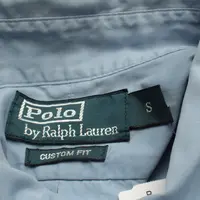 Polo
by Ralph Lauren
S
CUSTOM FIT